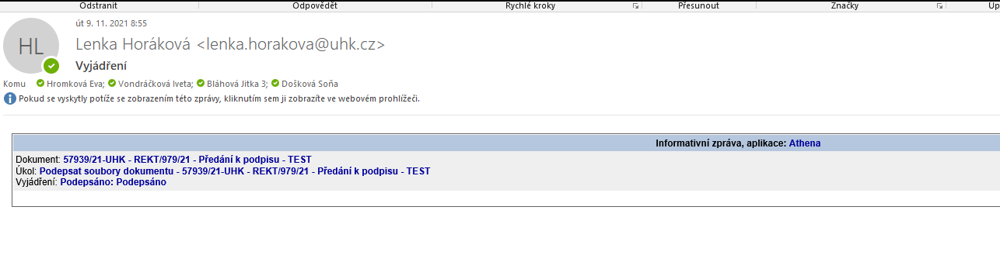 Odstranit Odpovědět Rychlé kroky Přesunout Značky Up
út 9. 11. 2021 8:55
HL
Lenka Horáková <lenka.horakova@uhk.cz>
Vyjádření
Komu Hromková Eva; Vondráčková Iveta; Bláhová Jitka 3; Došková Soňa
Pokud se vyskytly potíže se zobrazením této zprávy, kliknutím sem ji zobrazíte ve webovém prohlížeči.
Informativní zpráva, aplikace: Athena
Dokument: 57939/21-UHK - REKT/979/21 - Předání k podpisu - TEST
Úkol: Podepsat soubory dokumentu - 57939/21-UHK - REKT/979/21 - Předání k podpisu - TEST
Vyjádření: Podepsáno: Podepsáno